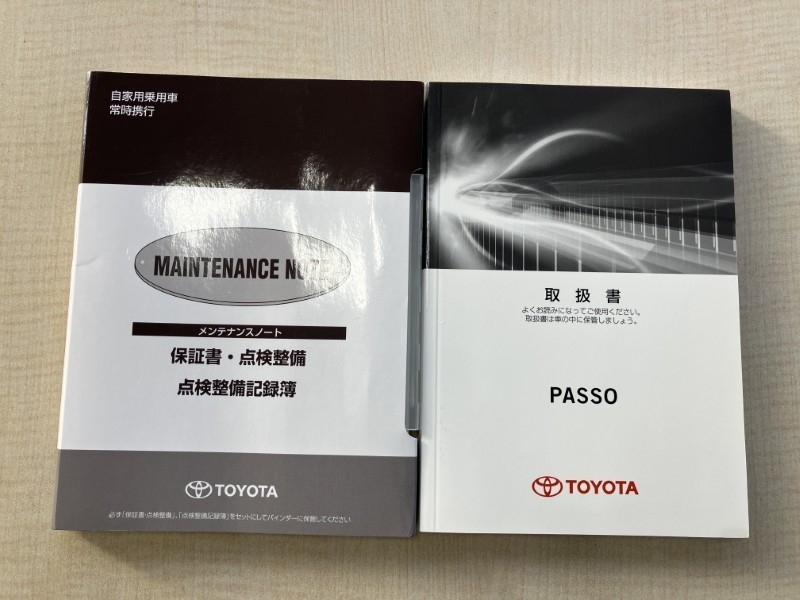 自家用乗用車
常時携行
MAINTENANCE NOTE
メンテナンスノート
保証書・点検整備
点検整備記録簿
TOYOTA
必ず「保証書・点検整備」、「点検整備記録簿」をセットにしてバインダーに保管してください
取扱書
よくお読みになってご使用ください。
取扱書は車の中に保管しましょう。
PASSO
TOYOTA